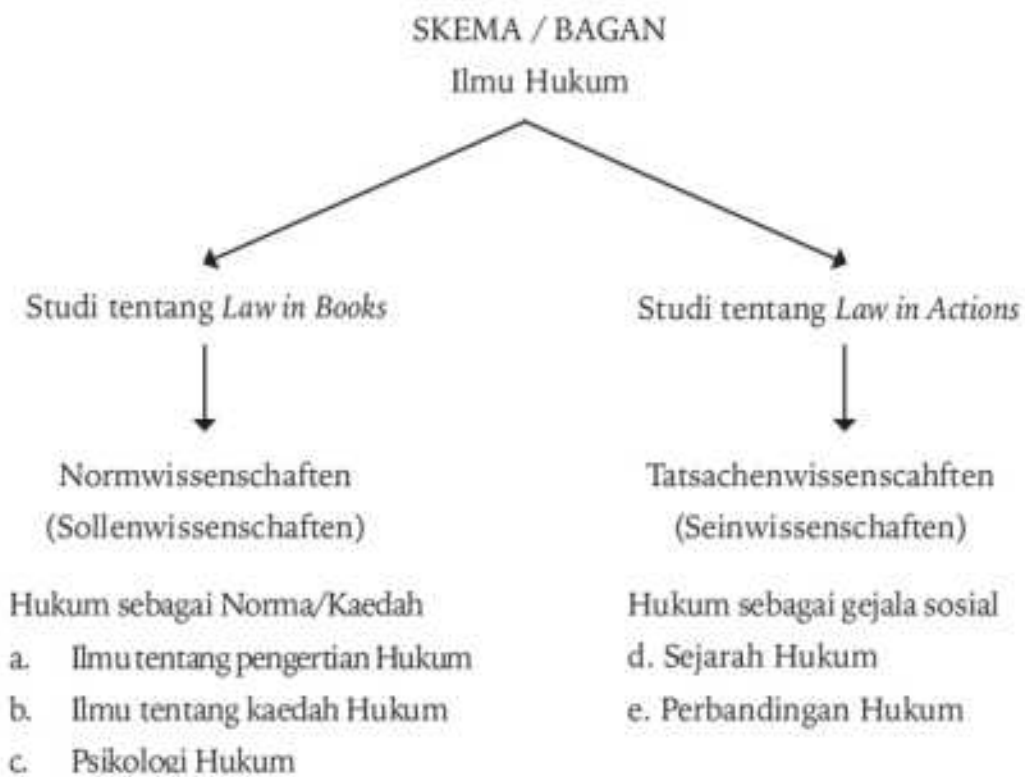 SKEMA / BAGAN
Ilmu Hukum
Studi tentang Law in Books
Studi tentang Law in Actions
Normwissenschaften
(Sollenwissenschaften)
Tatsachenwissenscahften
(Seinwissenschaften)
Hukum sebagai Norma/Kaedah
a. Ilmu tentang pengertian Hukum
b. Ilmu tentang kaedah Hukum
c. Psikologi Hukum
Hukum sebagai gejala sosial
d. Sejarah Hukum
e. Perbandingan Hukum